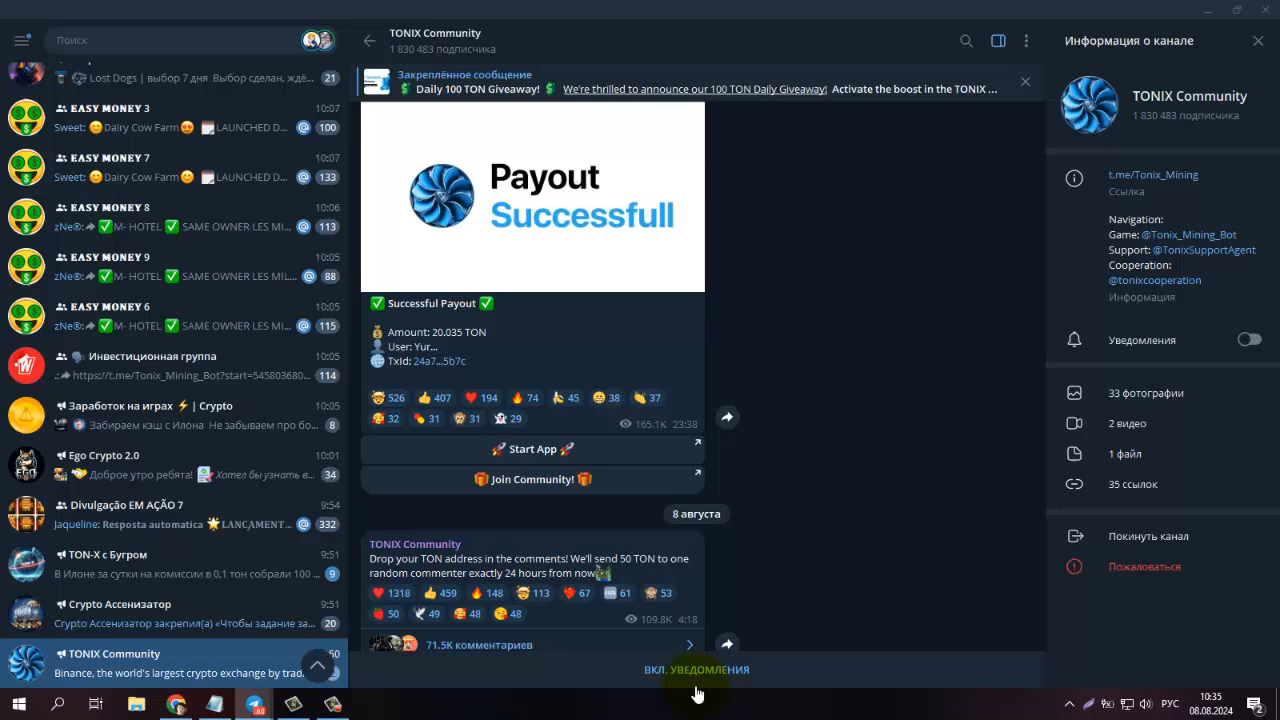 Поиск
Lost Dogs | выбор 7 дня Выбор сделан, ждё... 21
EASY MONEY 3 10:07
Sweet: Dairy Cow Farm LAUNCHED D... @ 100
EASY MONEY 7 10:07
Sweet: Dairy Cow Farm LAUNCHED D... @ 133
EASY MONEY 8 10:06
zNe®: M- HOTEL SAME OWNER LES MI... @ 113
EASY MONEY 9 10:05
zNe®: M- HOTEL SAME OWNER LES MIL... @ 88
EASY MONEY 6 10:05
zNe®: M- HOTEL SAME OWNER LES MI... @ 115
Инвестиционная группа 10:05
.: https://t.me/Tonix_Mining_Bot?start=545803680... 114
Заработок на играх ⚡ | Crypto 10:05
Забираем кэш с Илона Не забываем про бо... 8
Ego Crypto 2.0 10:01
Доброе утро ребята! Хотел бы узнать в... 34
Divulgação EM AÇÃO 7 9:54
Jaqueline: Resposta automatica LANÇAMENT... @ 332
TON-X с Бугром 9:51
В Илоне за сутки на комиссии в 0,1 тон собрали 100 ... 9
Crypto Ассенизатор 9:51
Crypto Ассенизатор закрепил(а) «Чтобы задание за... 20
TONIX Community 50
Binance, the world's largest crypto exchange by trad
TONIX Community
1 830 483 подписчика
Закреплённое сообщение
Daily 100 TON Giveaway! We're thrilled to announce our 100 TON Daily Giveaway! Activate the boost in the TONIX ...
Payout
Successfull
Successful Payout
Amount: 20.035 TON
User: Yur...
TxId: 24a7...5b7c
526 407 194 74 45 38 37
32 31 31 29 165.1K 23:38
Start App
Join Community!
8 августа
TONIX Community
Drop your TON address in the comments! We'll send 50 TON to one
random commenter exactly 24 hours from now
1318 459 148 113 67 61 53
50 49 48 48 109.8K 4:18
71.5K комментариев
ВКЛ. УВЕДОМЛЕНИЯ
Информация о канале
TONIX Community
1 830 483 подписчика
t.me/Tonix_Mining
Ссылка
Navigation:
Game: @Tonix_Mining_Bot
Support: @TonixSupportAgent
Cooperation:
@tonixcooperation
Информация
Уведомления
33 фотографии
2 видео
1 файл
35 ссылок
Покинуть канал
Пожаловаться
60
РУС
10:35
08.08.2024
2